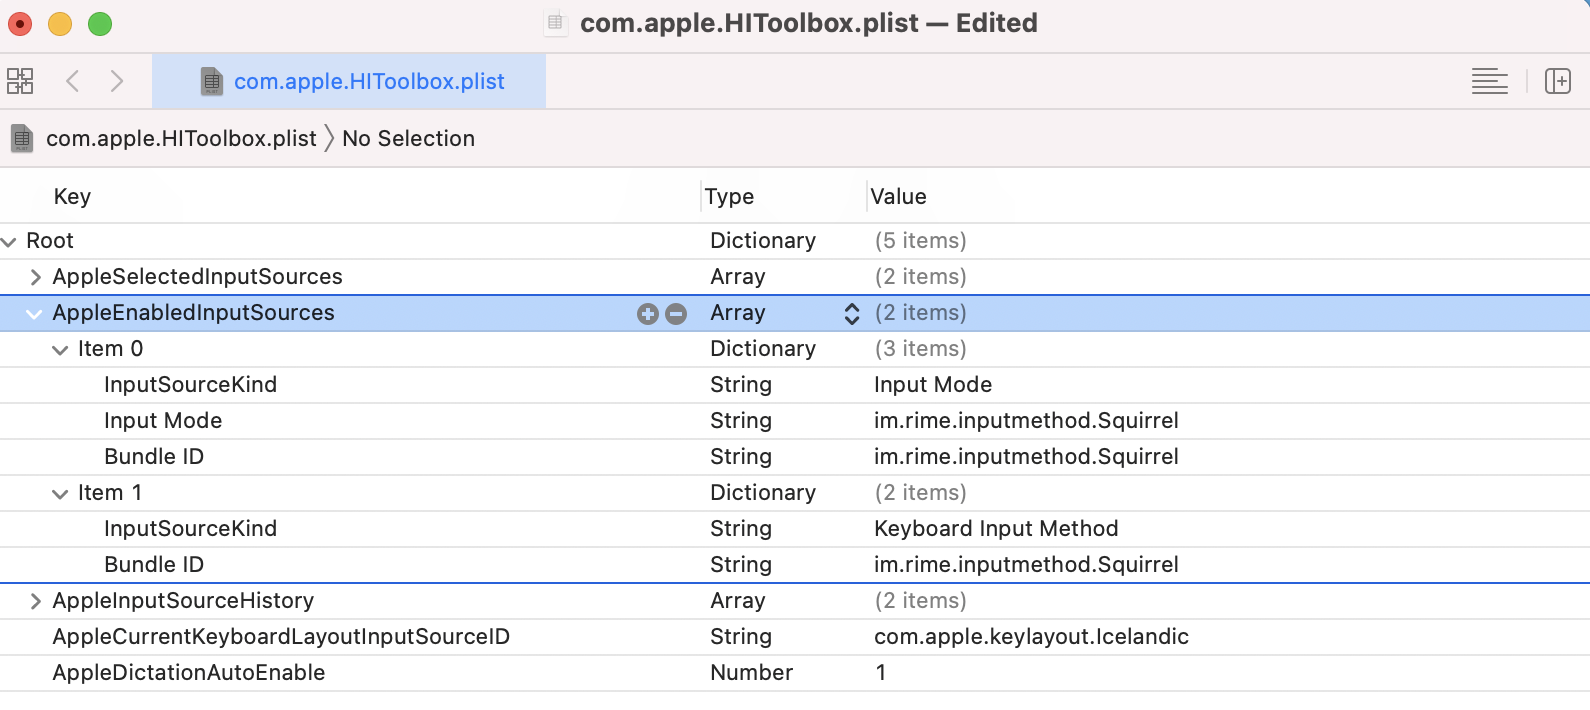 com.apple.HIToolbox.plist — Edited
com.apple.HIToolbox.plist
com.apple.HIToolbox.plist 〉 No Selection
Key Type Value
Root Dictionary (5 items)
AppleSelectedInputSources Array (2 items)
AppleEnabledInputSources Array (2 items)
Item 0 Dictionary (3 items)
InputSourceKind String Input Mode
Input Mode String im.rime.inputmethod.Squirrel
Bundle ID String im.rime.inputmethod.Squirrel
Item 1 Dictionary (2 items)
InputSourceKind String Keyboard Input Method
Bundle ID String im.rime.inputmethod.Squirrel
AppleInputSourceHistory Array (2 items)
AppleCurrentKeyboardLayoutInputSourceID String com.apple.keylayout.Icelandic
AppleDictationAutoEnable Number 1